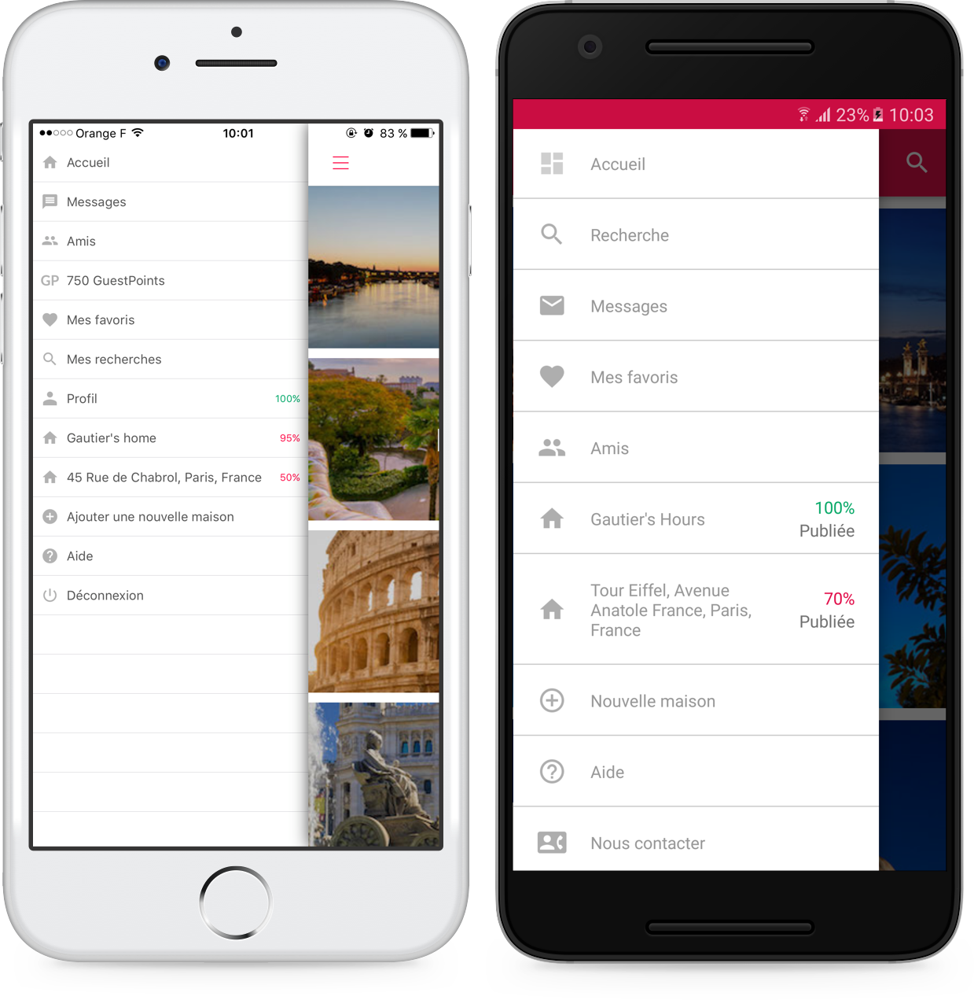 Orange F 10:01 83 %
Accueil
Messages
Amis
GP 750 GuestPoints
Mes favoris
Mes recherches
Profil 100%
Gautier's home 95%
45 Rue de Chabrol, Paris, France 50%
Ajouter une nouvelle maison
Aide
Déconnexion
23% 10:03
Accueil
Recherche
Messages
Mes favoris
Amis
Gautier's Hours
100%
Publiée
Tour Eiffel, Avenue
Anatole France, Paris,
France
70%
Publiée
Nouvelle maison
Aide
Nous contacter